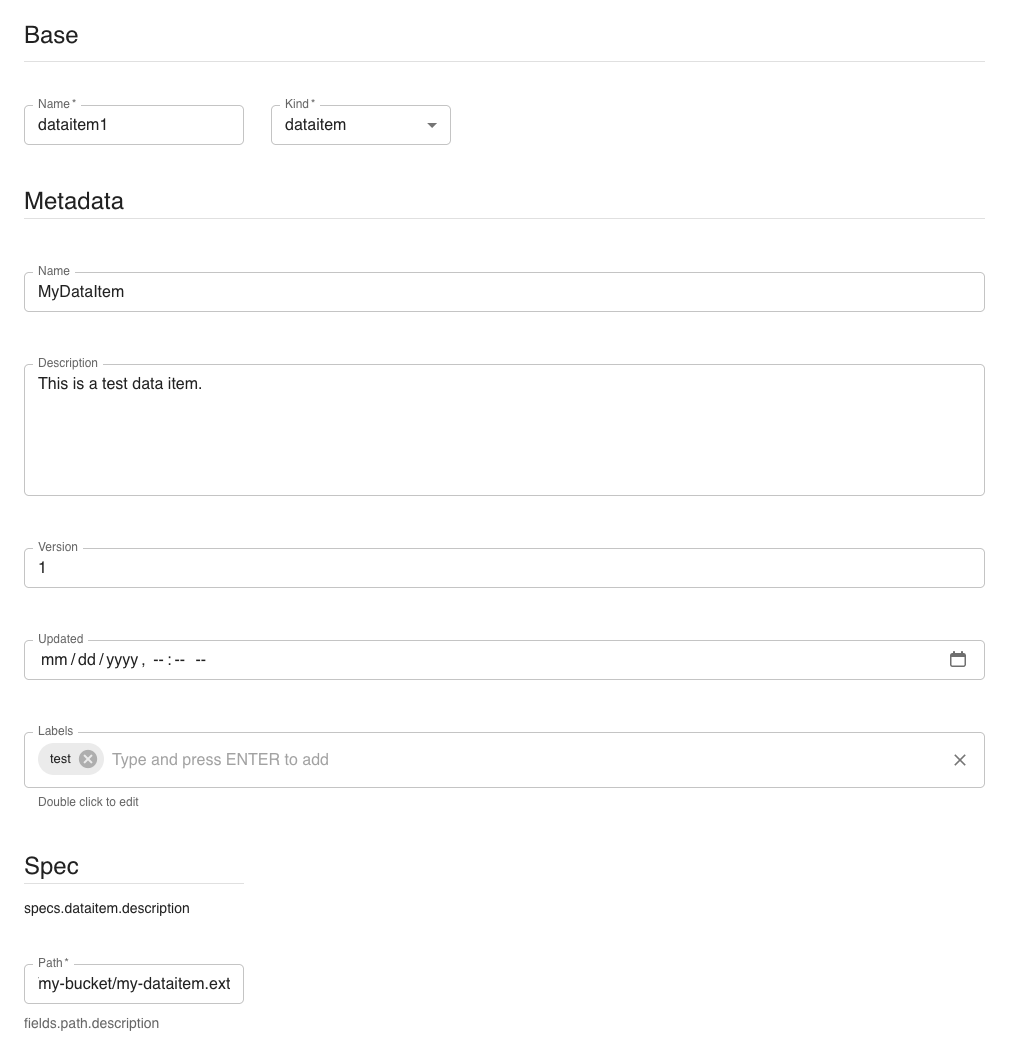 Base
Name *
dataitem1
Kind *
dataitem
Metadata
Name
MyDataItem
Description
This is a test data item.
Version
1
Updated
mm/dd/yyyy, --:-- --
Labels
test
Type and press ENTER to add
Double click to edit
Spec
specs.dataitem.description
Path *
my-bucket/my-dataitem.ext
fields.path.description